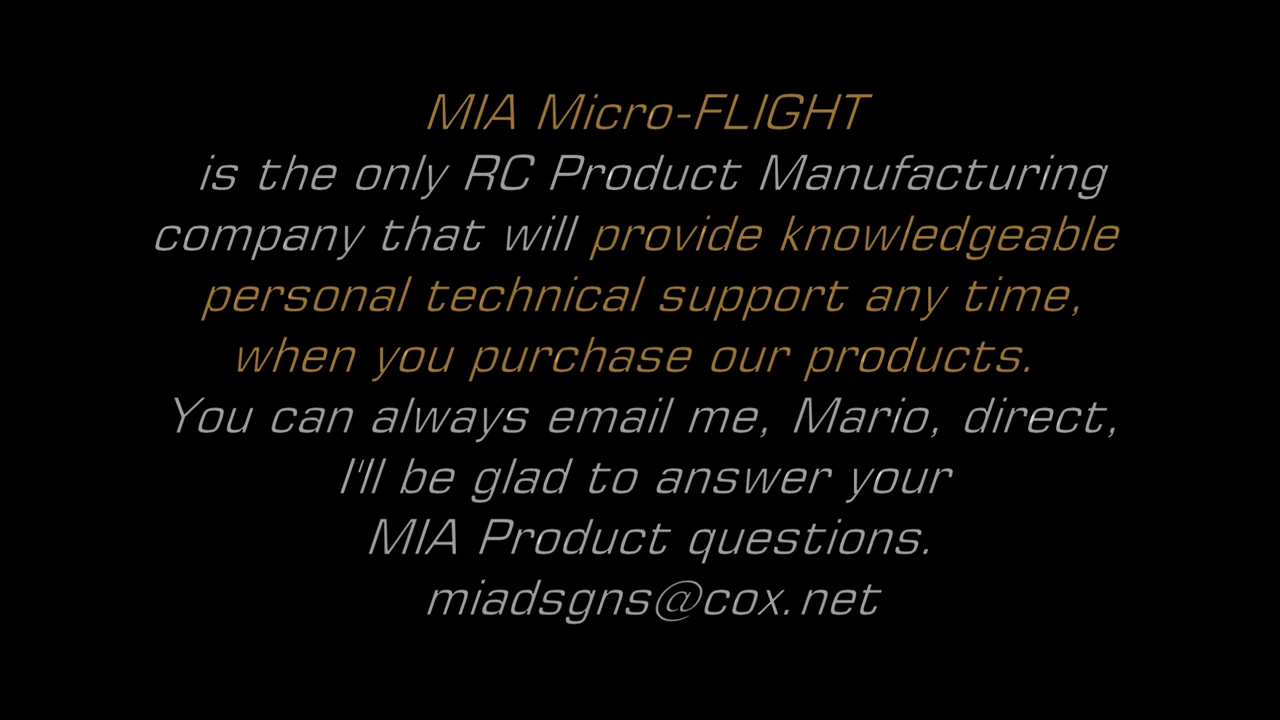 MIA Micro-FLIGHT
is the only RC Product Manufacturing
company that will provide knowledgeable
personal technical support any time,
when you purchase our products.
You can always email me, Mario, direct,
I'll be glad to answer your
MIA Product questions.
miadsgns@cox.net